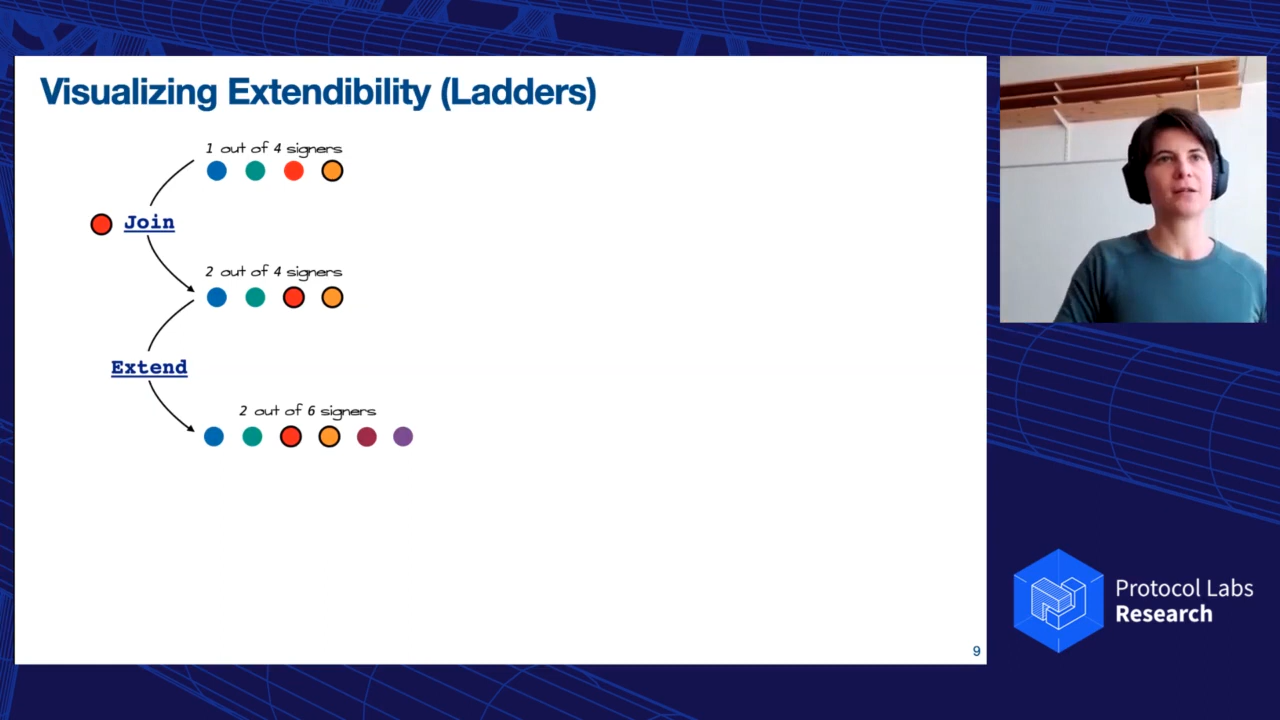 Visualizing Extendibility (Ladders)
1 out of 4 signers
Join
2 out of 4 signers
Extend
2 out of 6 signers
9
Protocol Labs
Research